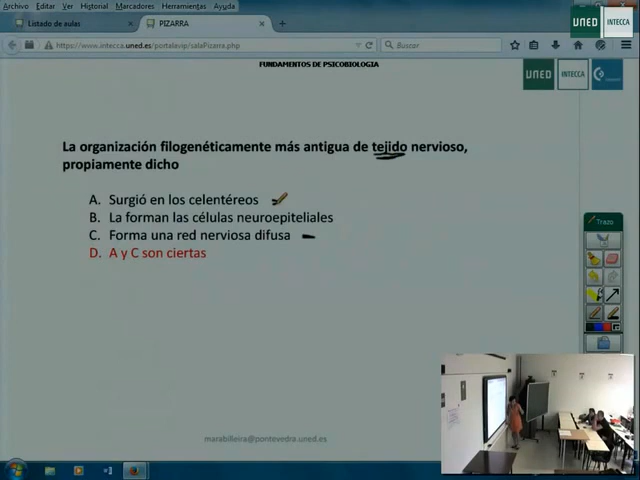 Archivo Editar Ver Historial Marcadores Herramientas Ayuda
Listado de aulas
PIZARRA
https://www.intecca.uned.es/portalavip/salaPizarra.php
Buscar
UNED
INTECCA
FUNDAMENTOS DE PSICOBIOLOGIA
UNED
INTECCA
La organización filogenéticamente más antigua de tejido nervioso,
propiamente dicho
A. Surgió en los celentéreos
B. La forman las células neuroepiteliales
C. Forma una red nerviosa difusa
D. A y C son ciertas
Trazo
marabilleira@pontevedra.uned.es